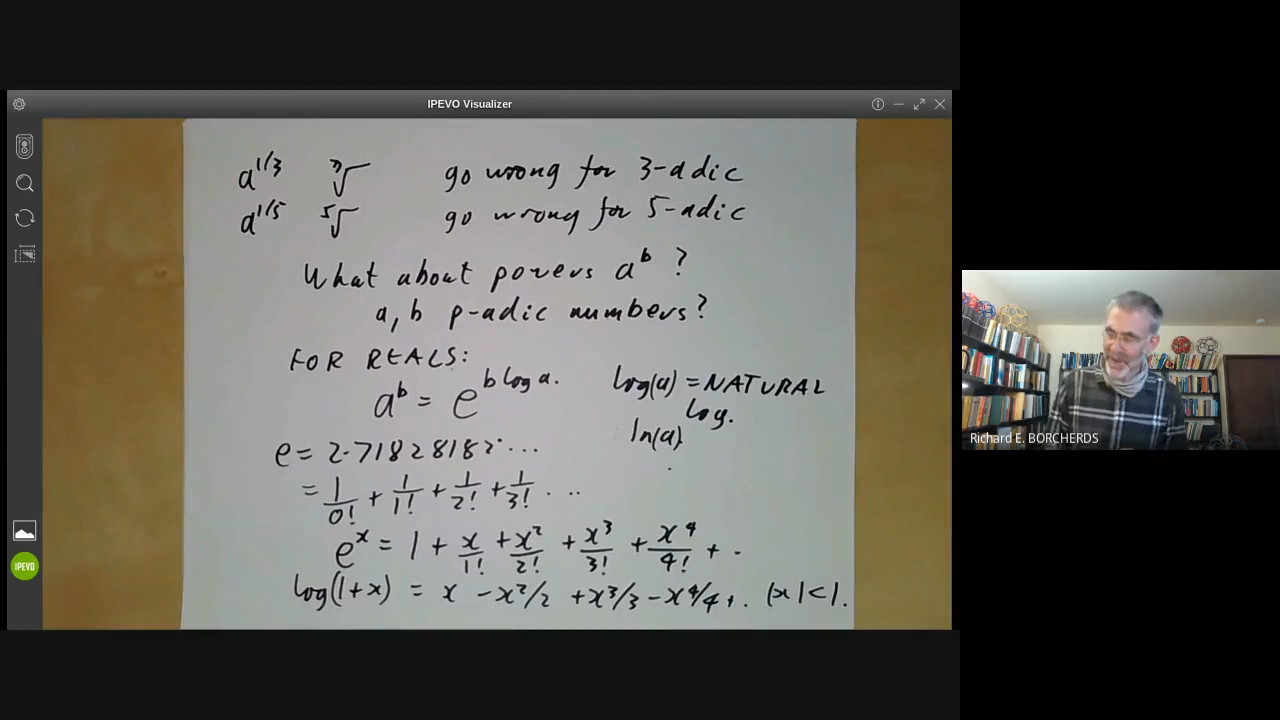 IPEVO Visualizer
a^{1/3} ∛ go wrong for 3-adic
a^{1/5} ⁵√ go wrong for 5-adic
What about powers a^b ?
a, b p-adic numbers?
FOR REALS:
a^b = e^{b log a}. log(a) = NATURAL
log.
ln(a).
e = 2.71828182...
= 1/0! + 1/1! + 1/2! + 1/3! ...
e^x = 1 + x/1! + x²/2! + x³/3! + x⁴/4! + ..
log(1+x) = x - x²/2 + x³/3 - x⁴/4 + . |x|<1.
Richard E. BORCHERDS
IPEVO